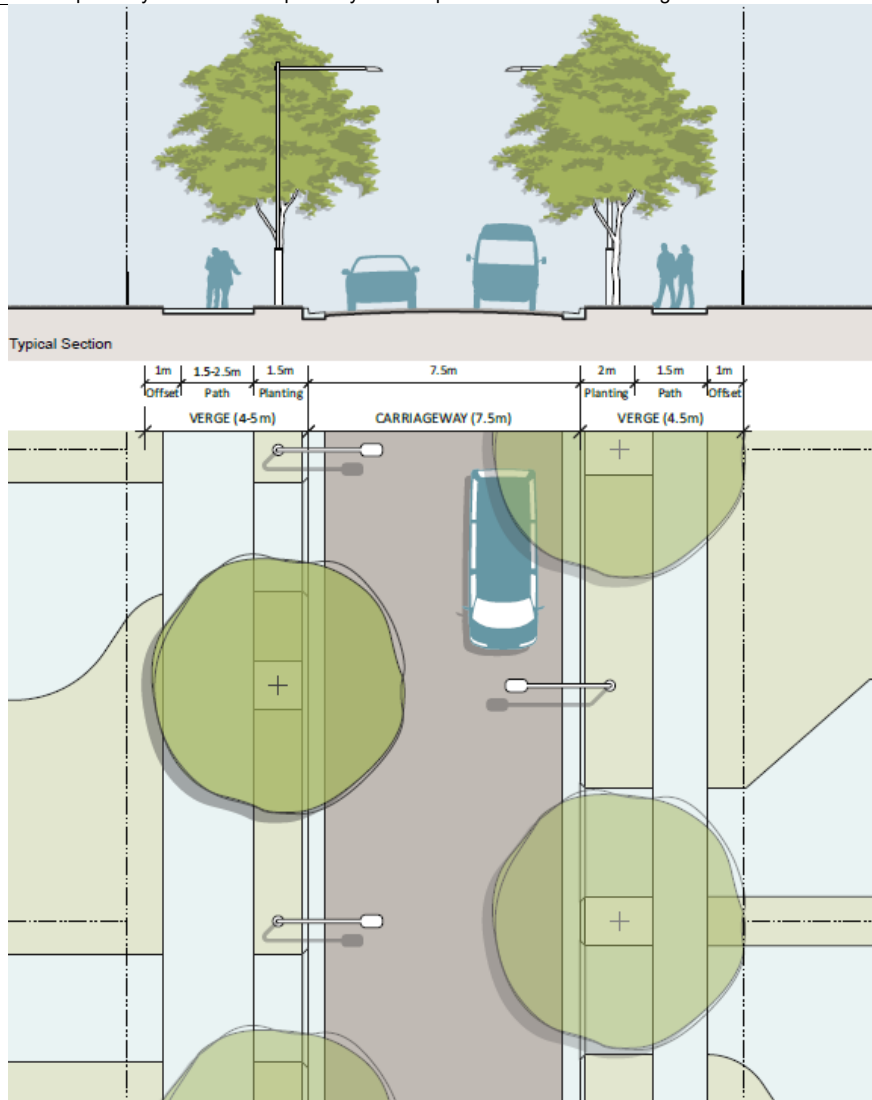 Typical Section
1m 1.5-2.5m 1.5m 7.5m 2m 1.5m 1m
Offset Path Planting Planting Path Offset
VERGE (4-5m) CARRIAGEWAY (7.5m) VERGE (4.5m)